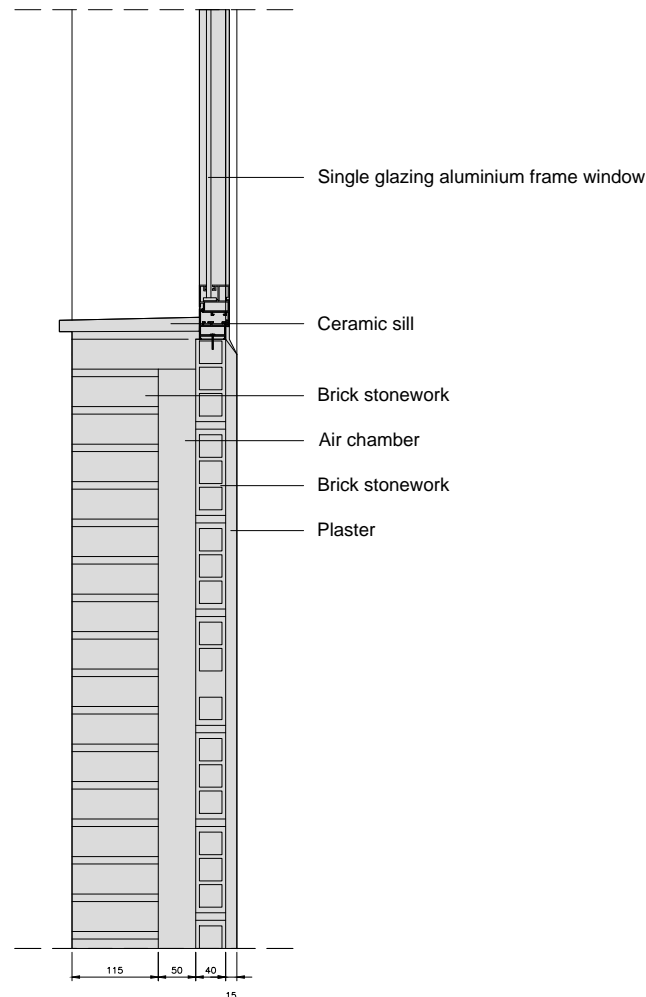 Single glazing aluminium frame window
Ceramic sill
Brick stonework
Air chamber
Brick stonework
Plaster
115 50 40
15